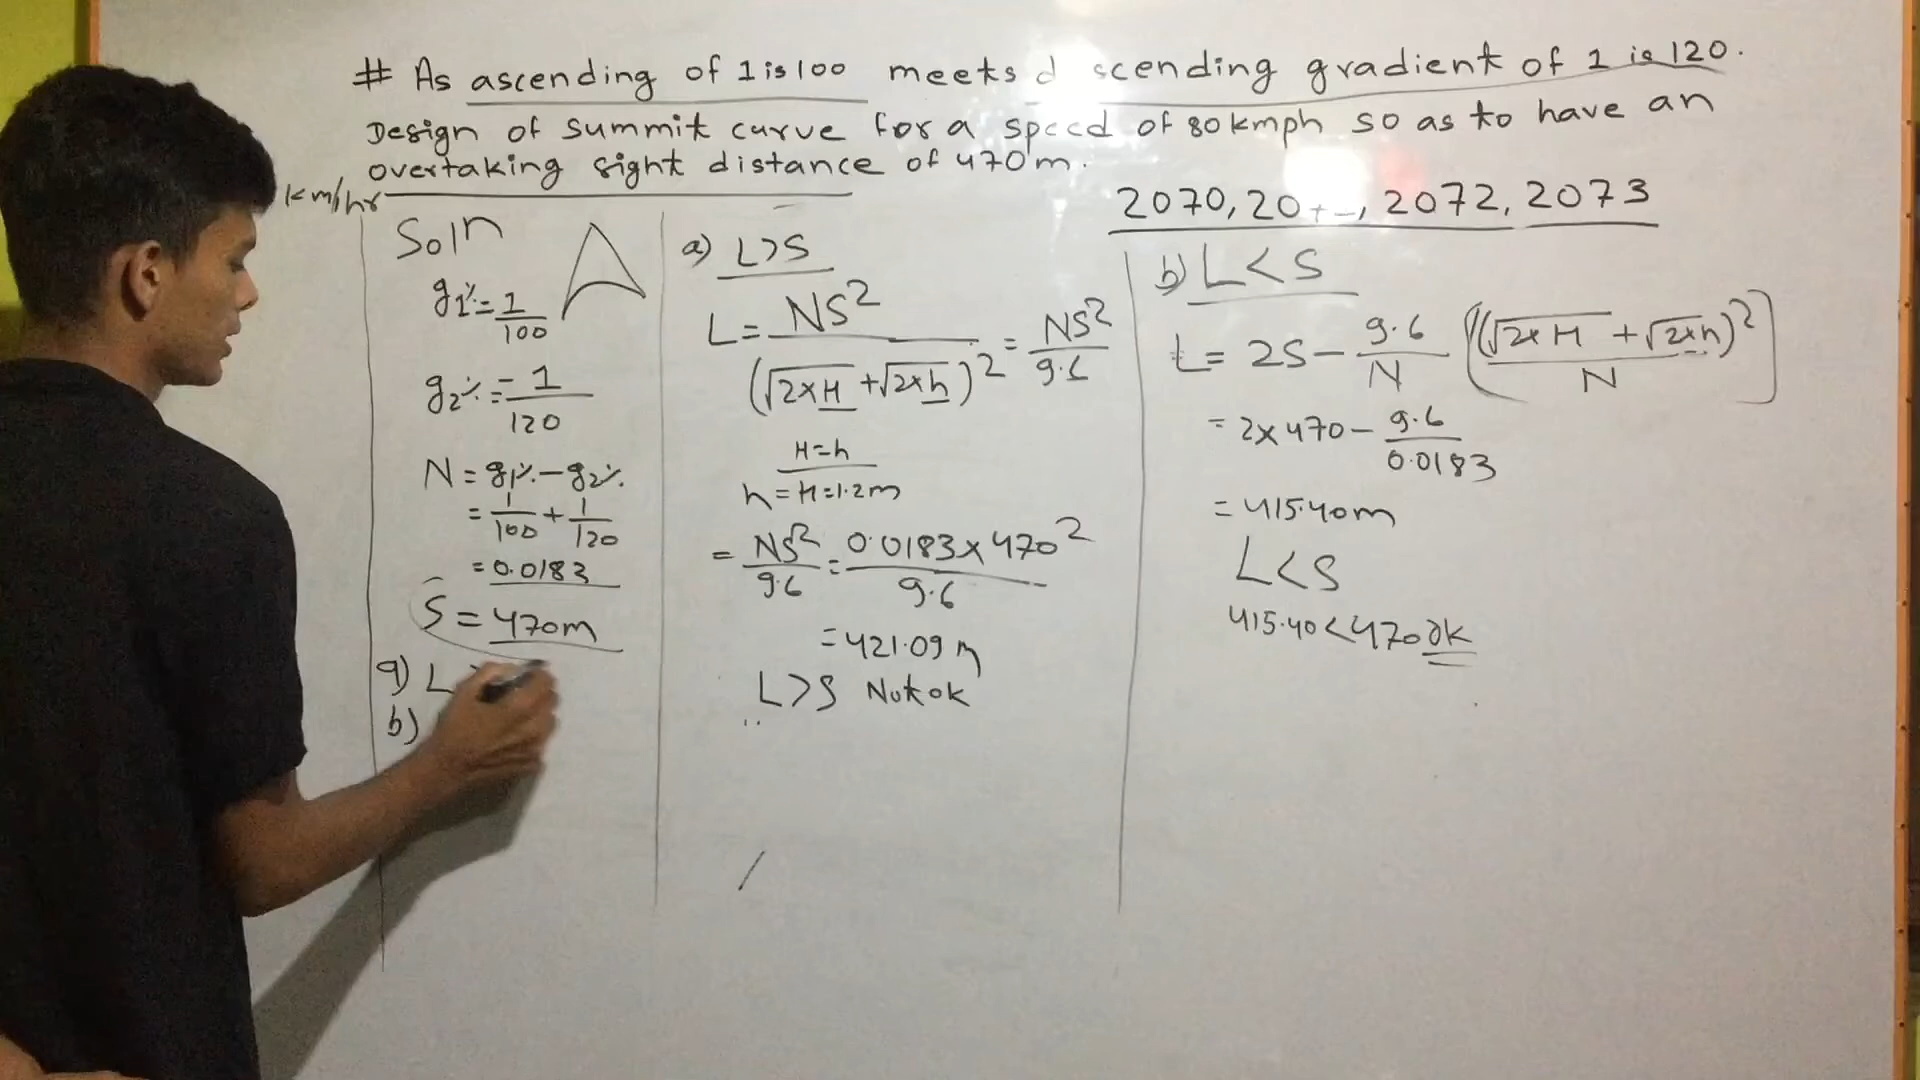 # As ascending of 1 is 100 meets d scending gradient of 1 is 120.
Design of summit curve for a speed of 80 kmph so as to have an
overtaking sight distance of 470 m.
km/hr
2070, 20, 2072, 2073
Soln
g1% = 1/100
g2% = -1/120
N = g1% - g2%
= 1/100 + 1/120
= 0.0183
S = 470m
a) L
b)
a) L>S
L = NS²/(√2×H + √2×h)² = NS²/9.6
H=h
h=H=1.2m
= NS²/9.6 = 0.0183×470²/9.6
= 421.09 m
L>S Not ok
b) L<S
L = 2S - 9.6/N ((√2×H + √2×h)²/N)
= 2×470 - 9.6/0.0183
= 415.40m
L<S
415.40<470 ok